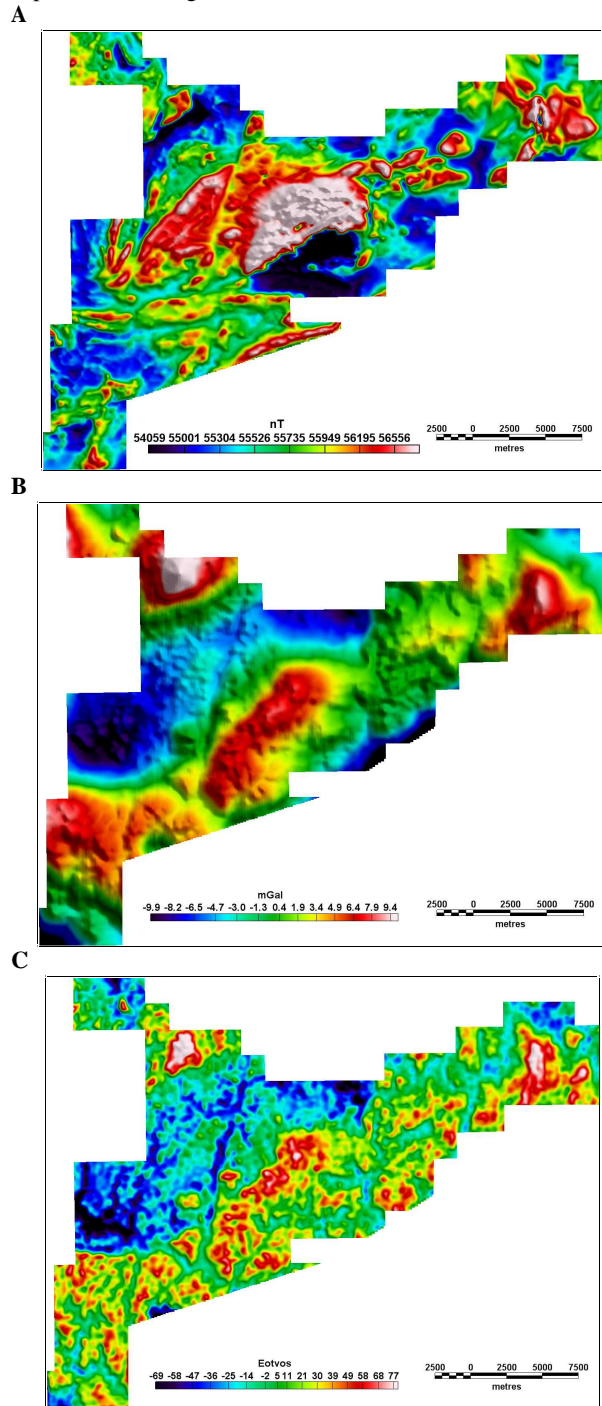 A
nT
54059 55001 55304 55526 55735 55949 56195 56556
2500 0 2500 5000 7500
metres
B
mGal
-9.9 -8.2 -6.5 -4.7 -3.0 -1.3 0.4 1.9 3.4 4.9 6.4 7.9 9.4
2500 0 2500 5000 7500
metres
C
Eotvos
-69 -58 -47 -36 -25 -14 -2 5 11 21 30 39 49 58 68 77
2500 0 2500 5000 7500
metres